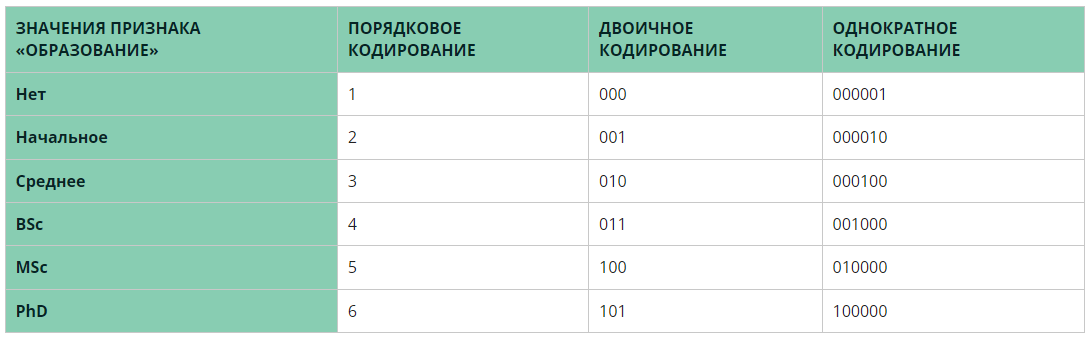 ЗНАЧЕНИЯ ПРИЗНАКА «ОБРАЗОВАНИЕ» ПОРЯДКОВОЕ КОДИРОВАНИЕ ДВОИЧНОЕ КОДИРОВАНИЕ ОДНОКРАТНОЕ КОДИРОВАНИЕ
Нет 1 000 000001
Начальное 2 001 000010
Среднее 3 010 000100
BSc 4 011 001000
MSc 5 100 010000
PhD 6 101 100000